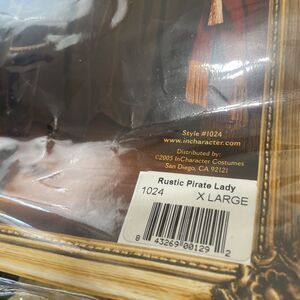 Style #1024
www.incharacter.com
Distributed by:
©2005 InCharacter Costumes
San Diego, CA 92121
Rustic Pirate Lady
1024 X LARGE
8 43269 00129 2